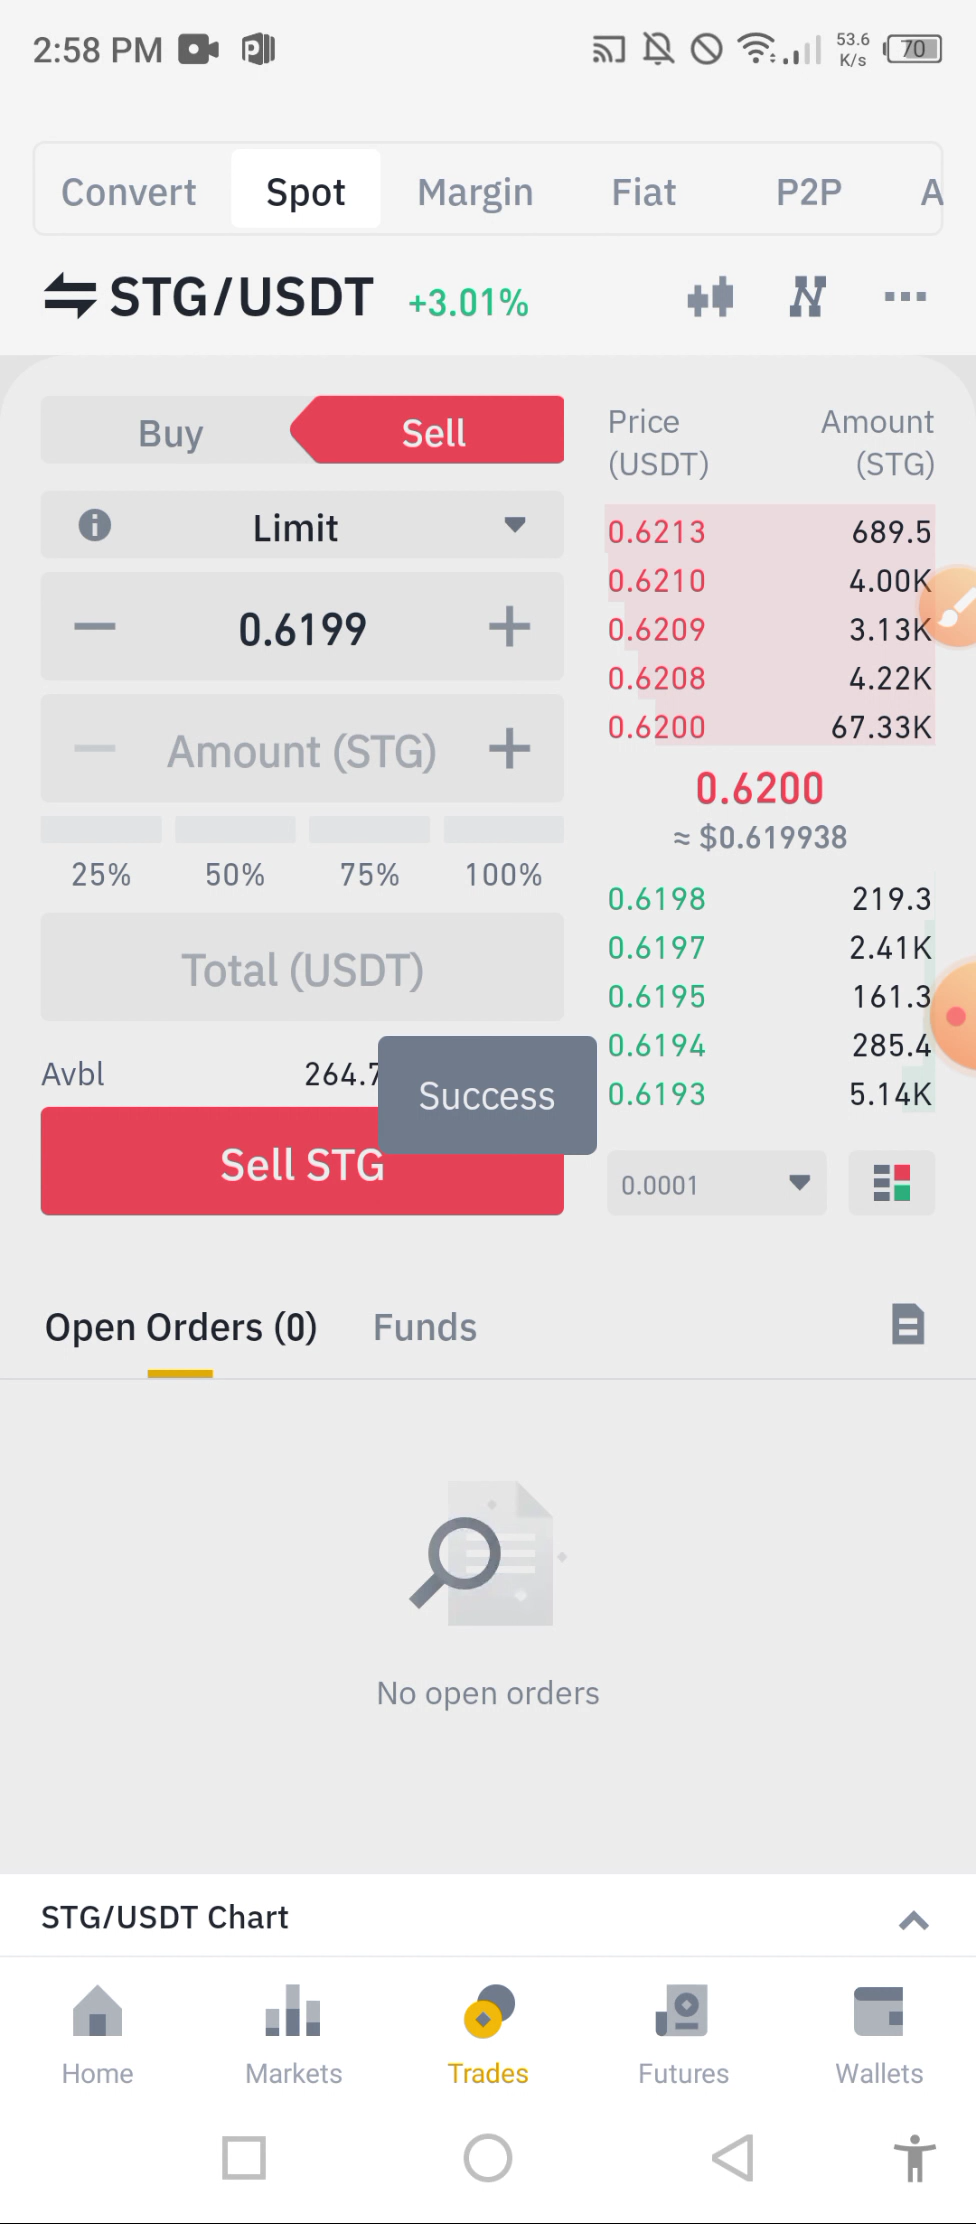 2:58 PM
53.6 K/s
70
Convert Spot Margin Fiat P2P A
STG/USDT +3.01%
Buy Sell
Limit
0.6199
Amount (STG)
25% 50% 75% 100%
Total (USDT)
Avbl 264.7
Success
Sell STG
Price (USDT) Amount (STG)
0.6213 689.5
0.6210 4.00K
0.6209 3.13K
0.6208 4.22K
0.6200 67.33K
0.6200
≈ $0.619938
0.6198 219.3
0.6197 2.41K
0.6195 161.3
0.6194 285.4
0.6193 5.14K
0.0001
Open Orders (0) Funds
No open orders
STG/USDT Chart
Home Markets Trades Futures Wallets